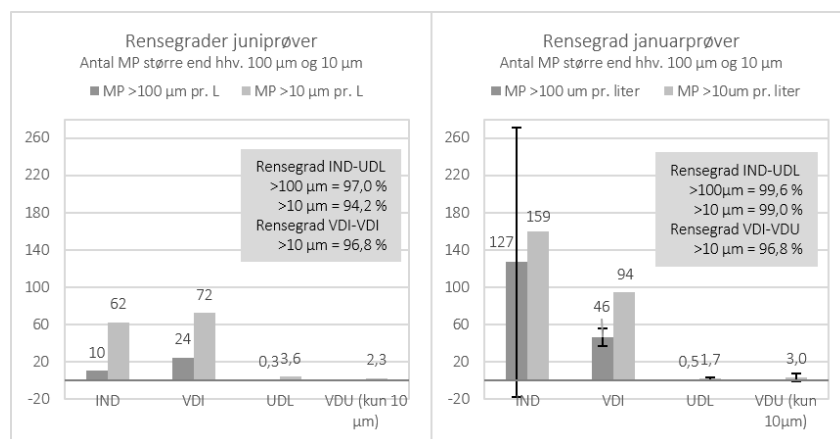 Rensegrader juniprøver
Antal MP større end hhv. 100 µm og 10 µm
MP >100 µm pr. L MP >10 µm pr. L
260
220
180
140
100
60
20
-20
Rensegrad IND-UDL
>100 µm = 97,0 %
>10 µm = 94,2 %
Rensegrad VDI-VDI
>10 µm = 96,8 %
10 62 24 72 0,3 3,6 2,3
IND VDI UDL VDU (kun 10
µm)
Rensegrad januarprøver
Antal MP større end hhv. 100 µm og 10 µm
MP >100 um pr. liter MP >10um pr. liter
260
220
180
140
100
60
20
-20
Rensegrad IND-UDL
>100µm = 99,6 %
>10 µm = 99,0 %
Rensegrad VDI-VDU
>10 µm = 96,8 %
127 159 46 94 0,5 1,7 3,0
IND VDI UDL VDU (kun
10µm)